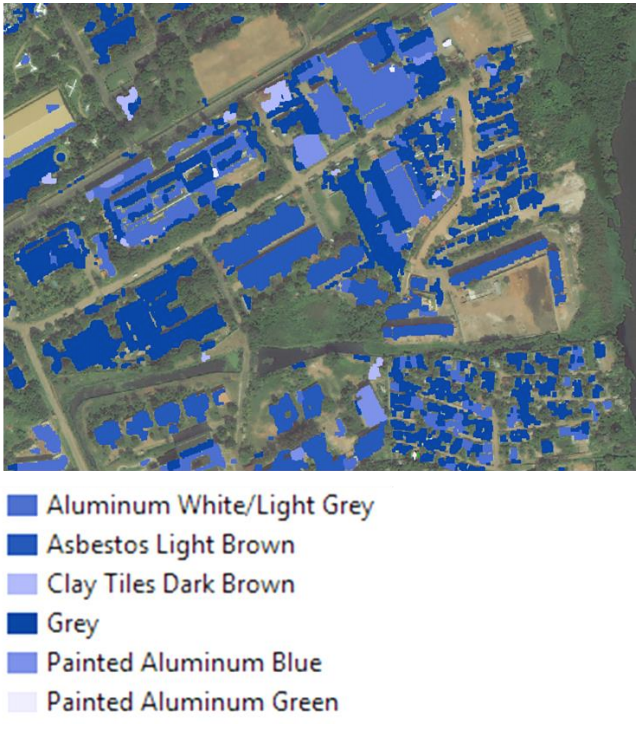 Aluminum White/Light Grey
Asbestos Light Brown
Clay Tiles Dark Brown
Grey
Painted Aluminum Blue
Painted Aluminum Green